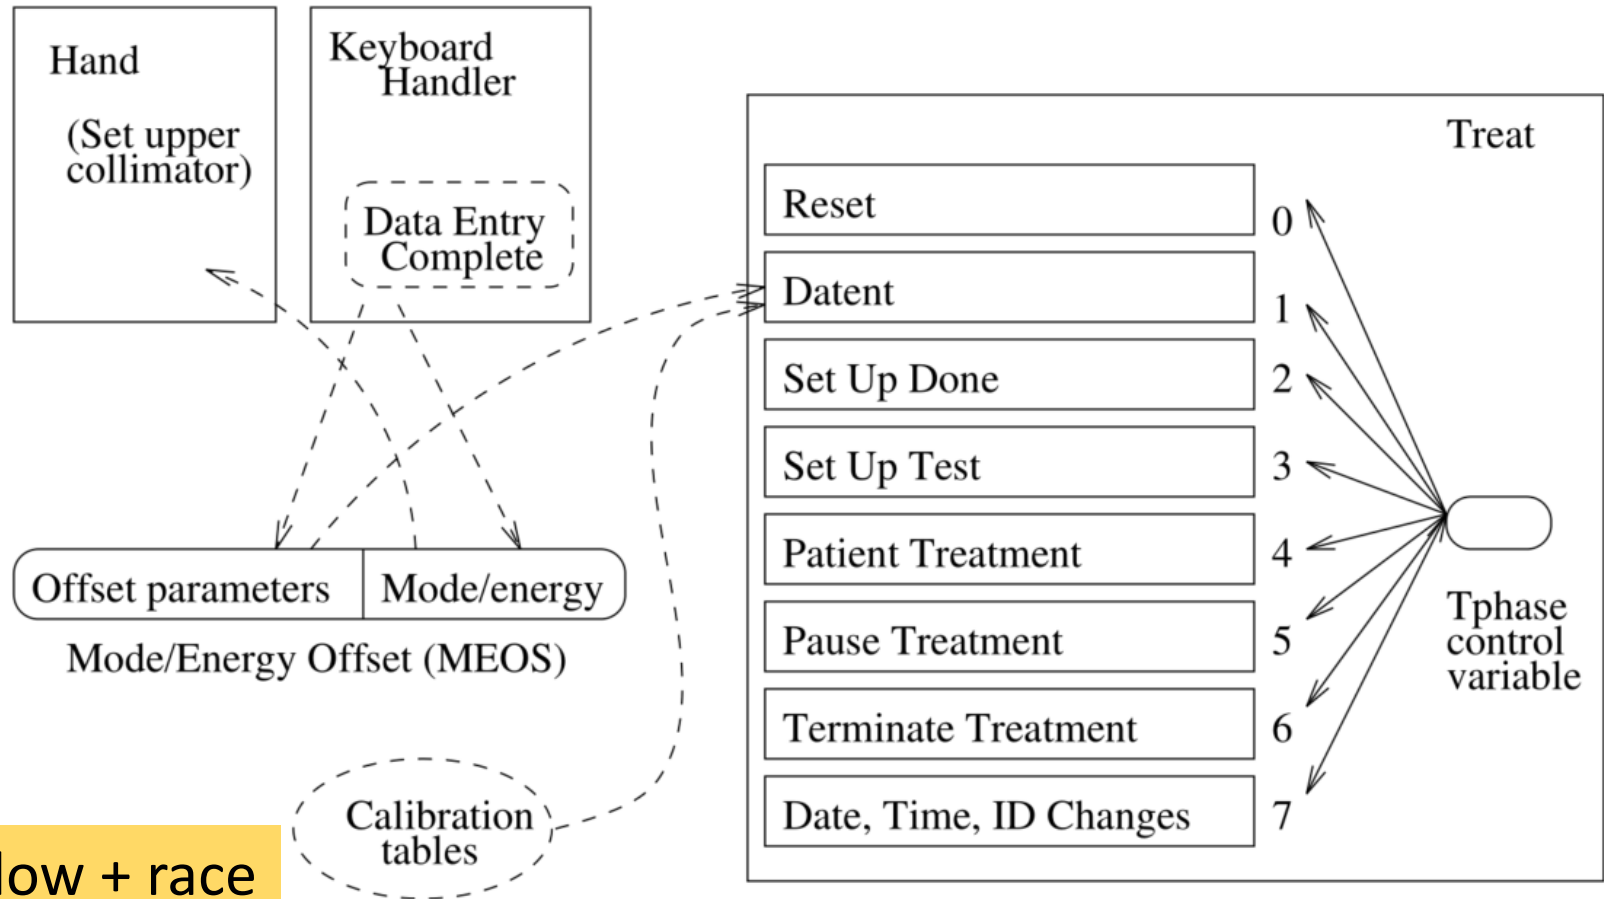 Hand
(Set upper
collimator)
Keyboard
Handler
Data Entry
Complete
Offset parameters
Mode/energy
Mode/Energy Offset (MEOS)
Calibration
tables
+ race
Treat
Reset
0
Datent
1
Set Up Done
2
Set Up Test
3
Patient Treatment
4
Pause Treatment
5
Terminate Treatment
6
Date, Time, ID Changes
7
Tphase
control
variable